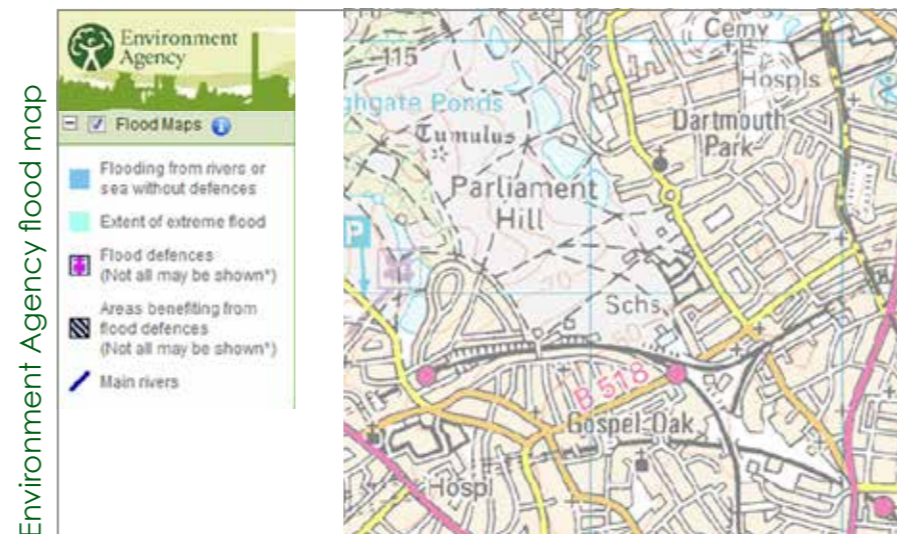 Environment Agency flood map
Environment
Agency
Flood Maps
Flooding from rivers or
sea without defences
Extent of extreme flood
Flood defences
(Not all may be shown*)
Areas benefiting from
flood defences
(Not all may be shown*)
Main rivers
Cemy
115
Hospls
ghgate Ponds
Tumulus
Dartmouth
Park
Parliament
Hill
P
70
Schs
B 518
Gospel Oak
Hospl